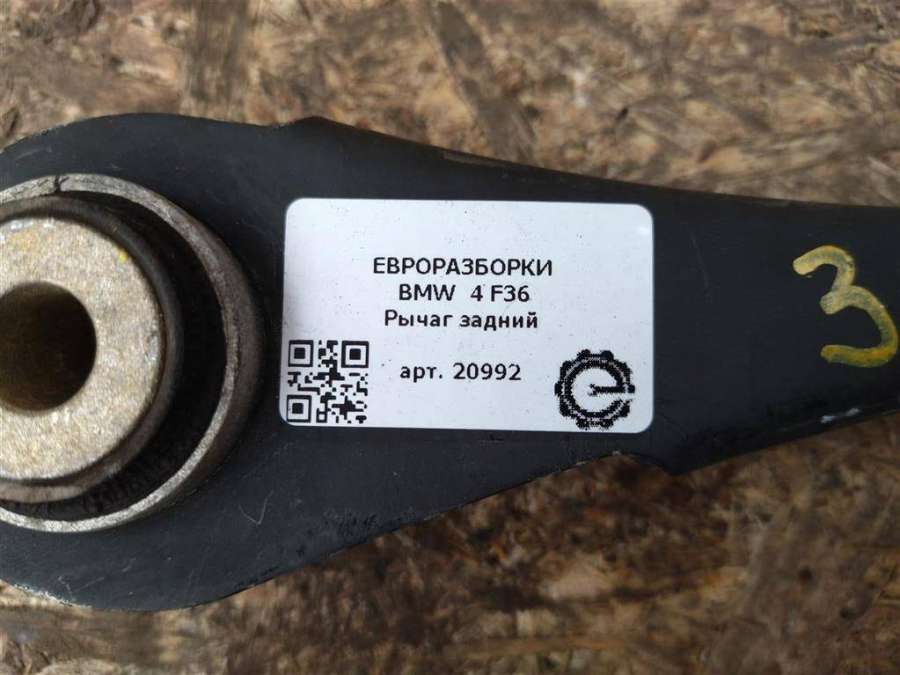 ЕВРОРАЗБОРКИ
BMW 4 F36
Рычаг задний
арт. 20992
3